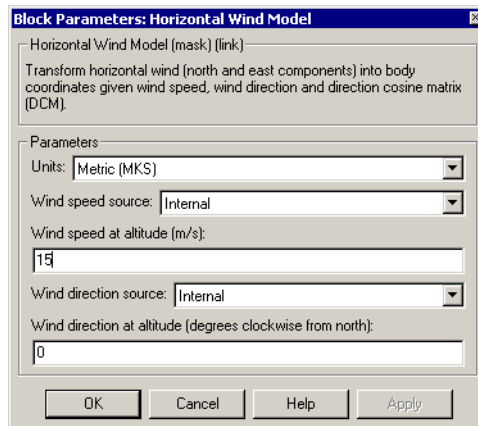 Block Parameters: Horizontal Wind Model
Horizontal Wind Model (mask) (link)
Transform horizontal wind (north and east components) into body
coordinates given wind speed, wind direction and direction cosine matrix
(DCM).
Parameters
Units: Metric (MKS)
Wind speed source: Internal
Wind speed at altitude (m/s):
15
Wind direction source: Internal
Wind direction at altitude (degrees clockwise from north):
0
OK Cancel Help Apply